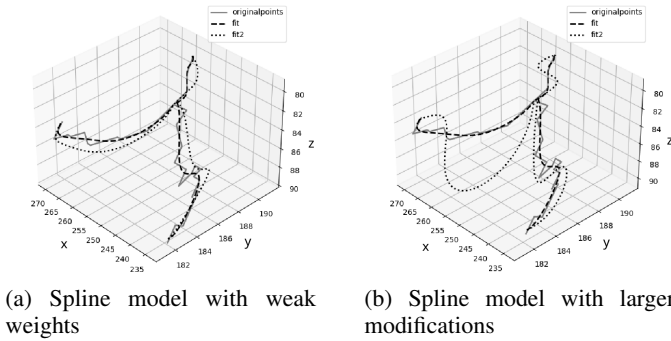 originalpoints
fit
fit2
80
82
84
86
88
90
z
270
265
260
255
250
245
240
235
x
182
184
186
188
190
y
originalpoints
fit
fit2
80
82
84
86
88
90
z
270
265
260
255
250
245
240
235
x
182
184
186
188
190
y
(a) Spline model with weak
weights
(b) Spline model with larger
modifications